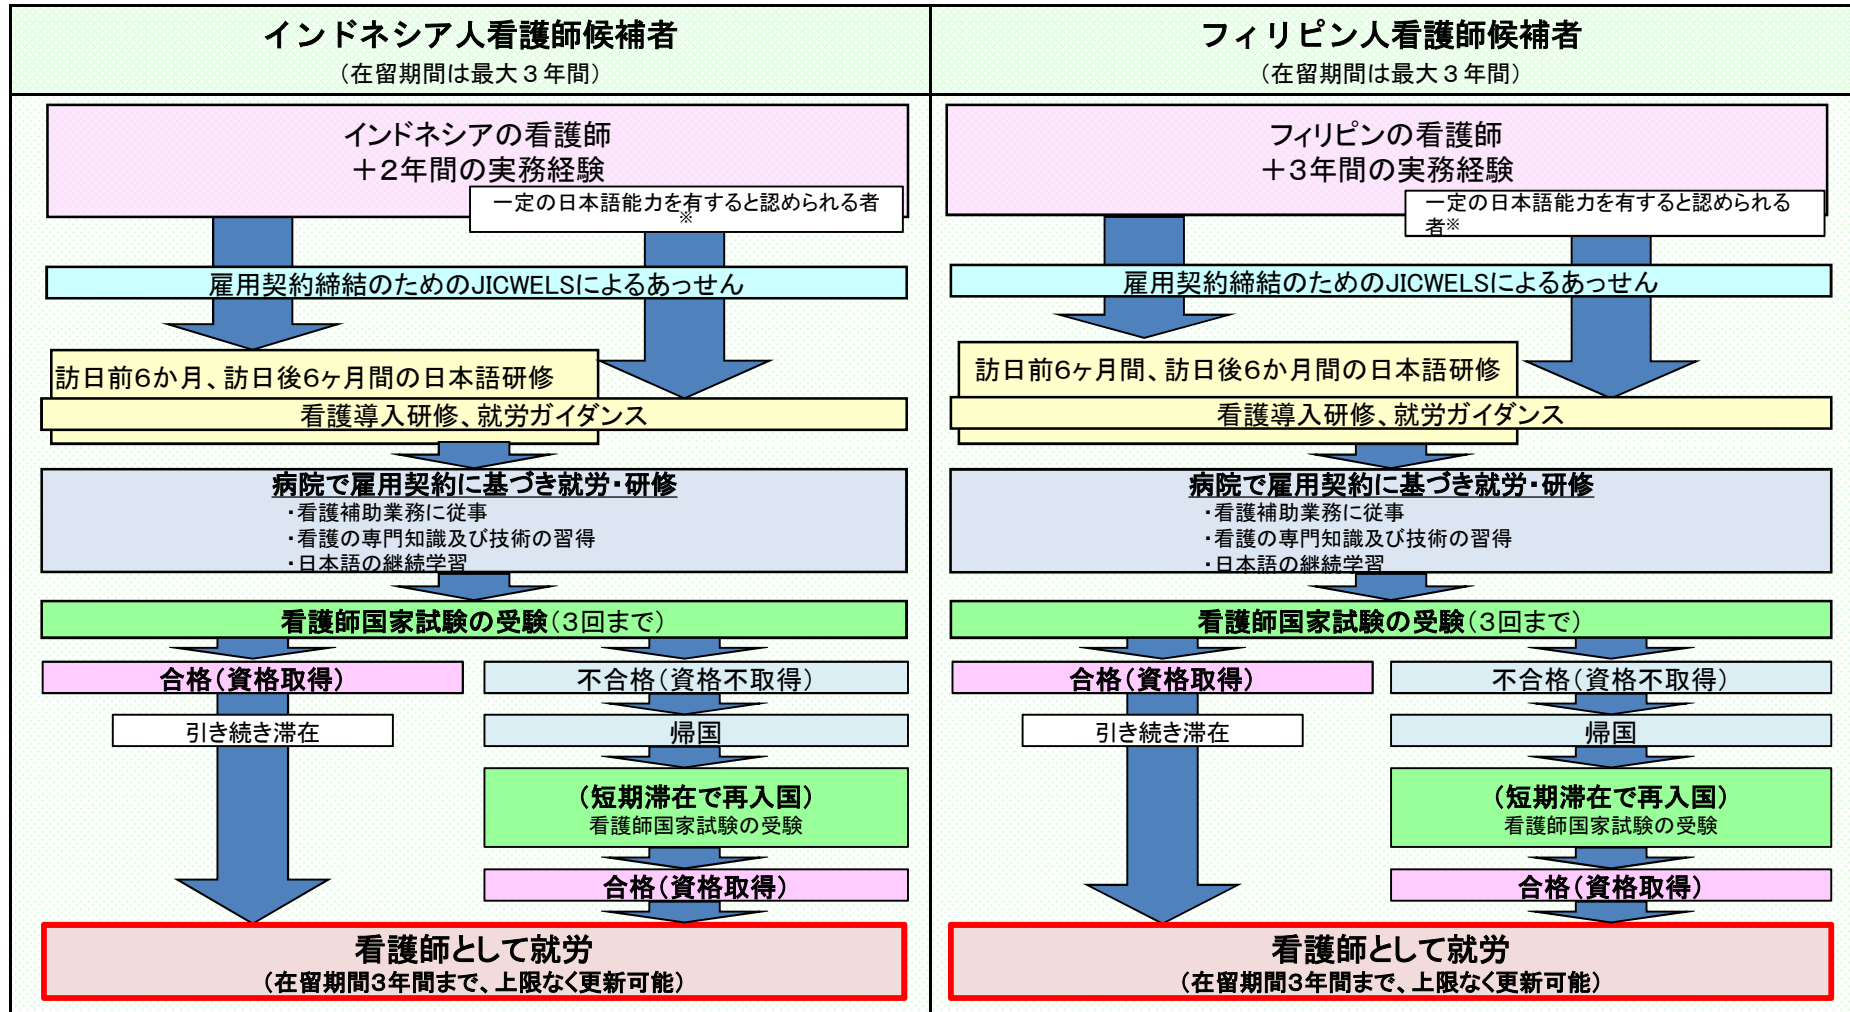 インドネシア人看護師候補者
(在留期間は最大3年間)
インドネシアの看護師
+2年間の実務経験
一定の日本語能力を有すると認められる者
※
雇用契約締結のためのJICWELSによるあっせん
訪日前6か月、訪日後6ヶ月間の日本語研修
看護導入研修、就労ガイダンス
病院で雇用契約に基づき就労・研修
・看護補助業務に従事
・看護の専門知識及び技術の習得
・日本語の継続学習
看護師国家試験の受験(3回まで)
合格(資格取得)
不合格(資格不取得)
引き続き滞在
帰国
(短期滞在で再入国)
看護師国家試験の受験
合格(資格取得)
看護師として就労
(在留期間3年間まで、上限なく更新可能)
フィリピン人看護師候補者
(在留期間は最大3年間)
フィリピンの看護師
+3年間の実務経験
一定の日本語能力を有すると認められる
者※
雇用契約締結のためのJICWELSによるあっせん
訪日前6ヶ月間、訪日後6か月間の日本語研修
看護導入研修、就労ガイダンス
病院で雇用契約に基づき就労・研修
・看護補助業務に従事
・看護の専門知識及び技術の習得
・日本語の継続学習
看護師国家試験の受験(3回まで)
合格(資格取得)
不合格(資格不取得)
引き続き滞在
帰国
(短期滞在で再入国)
看護師国家試験の受験
合格(資格取得)
看護師として就労
(在留期間3年間まで、上限なく更新可能)